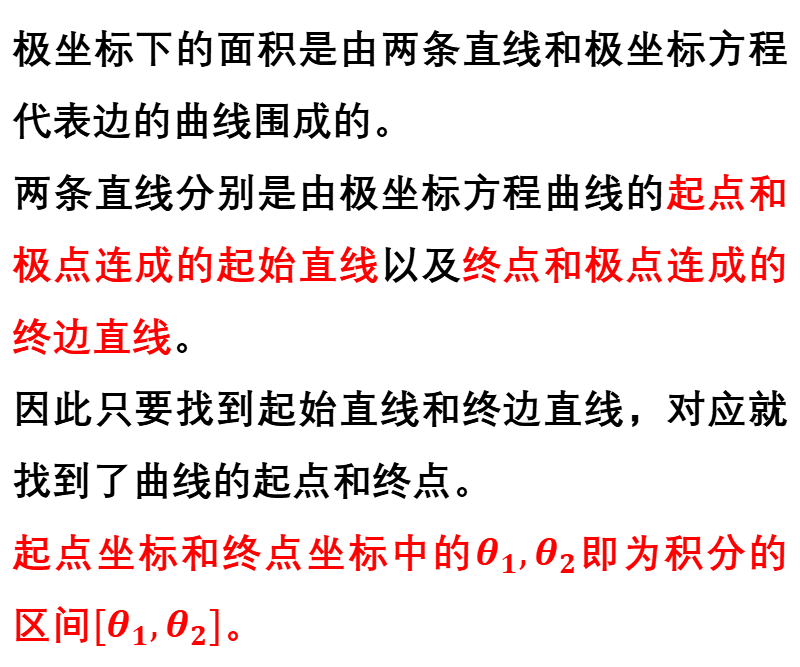 极坐标下的面积是由两条直线和极坐标方程
代表边的曲线围成的。
两条直线分别是由极坐标方程曲线的起点和
极点连成的起始直线以及终点和极点连成的
终边直线。
因此只要找到起始直线和终边直线，对应就
找到了曲线的起点和终点。
起点坐标和终点坐标中的θ₁,θ₂即为积分的
区间[θ₁,θ₂]。